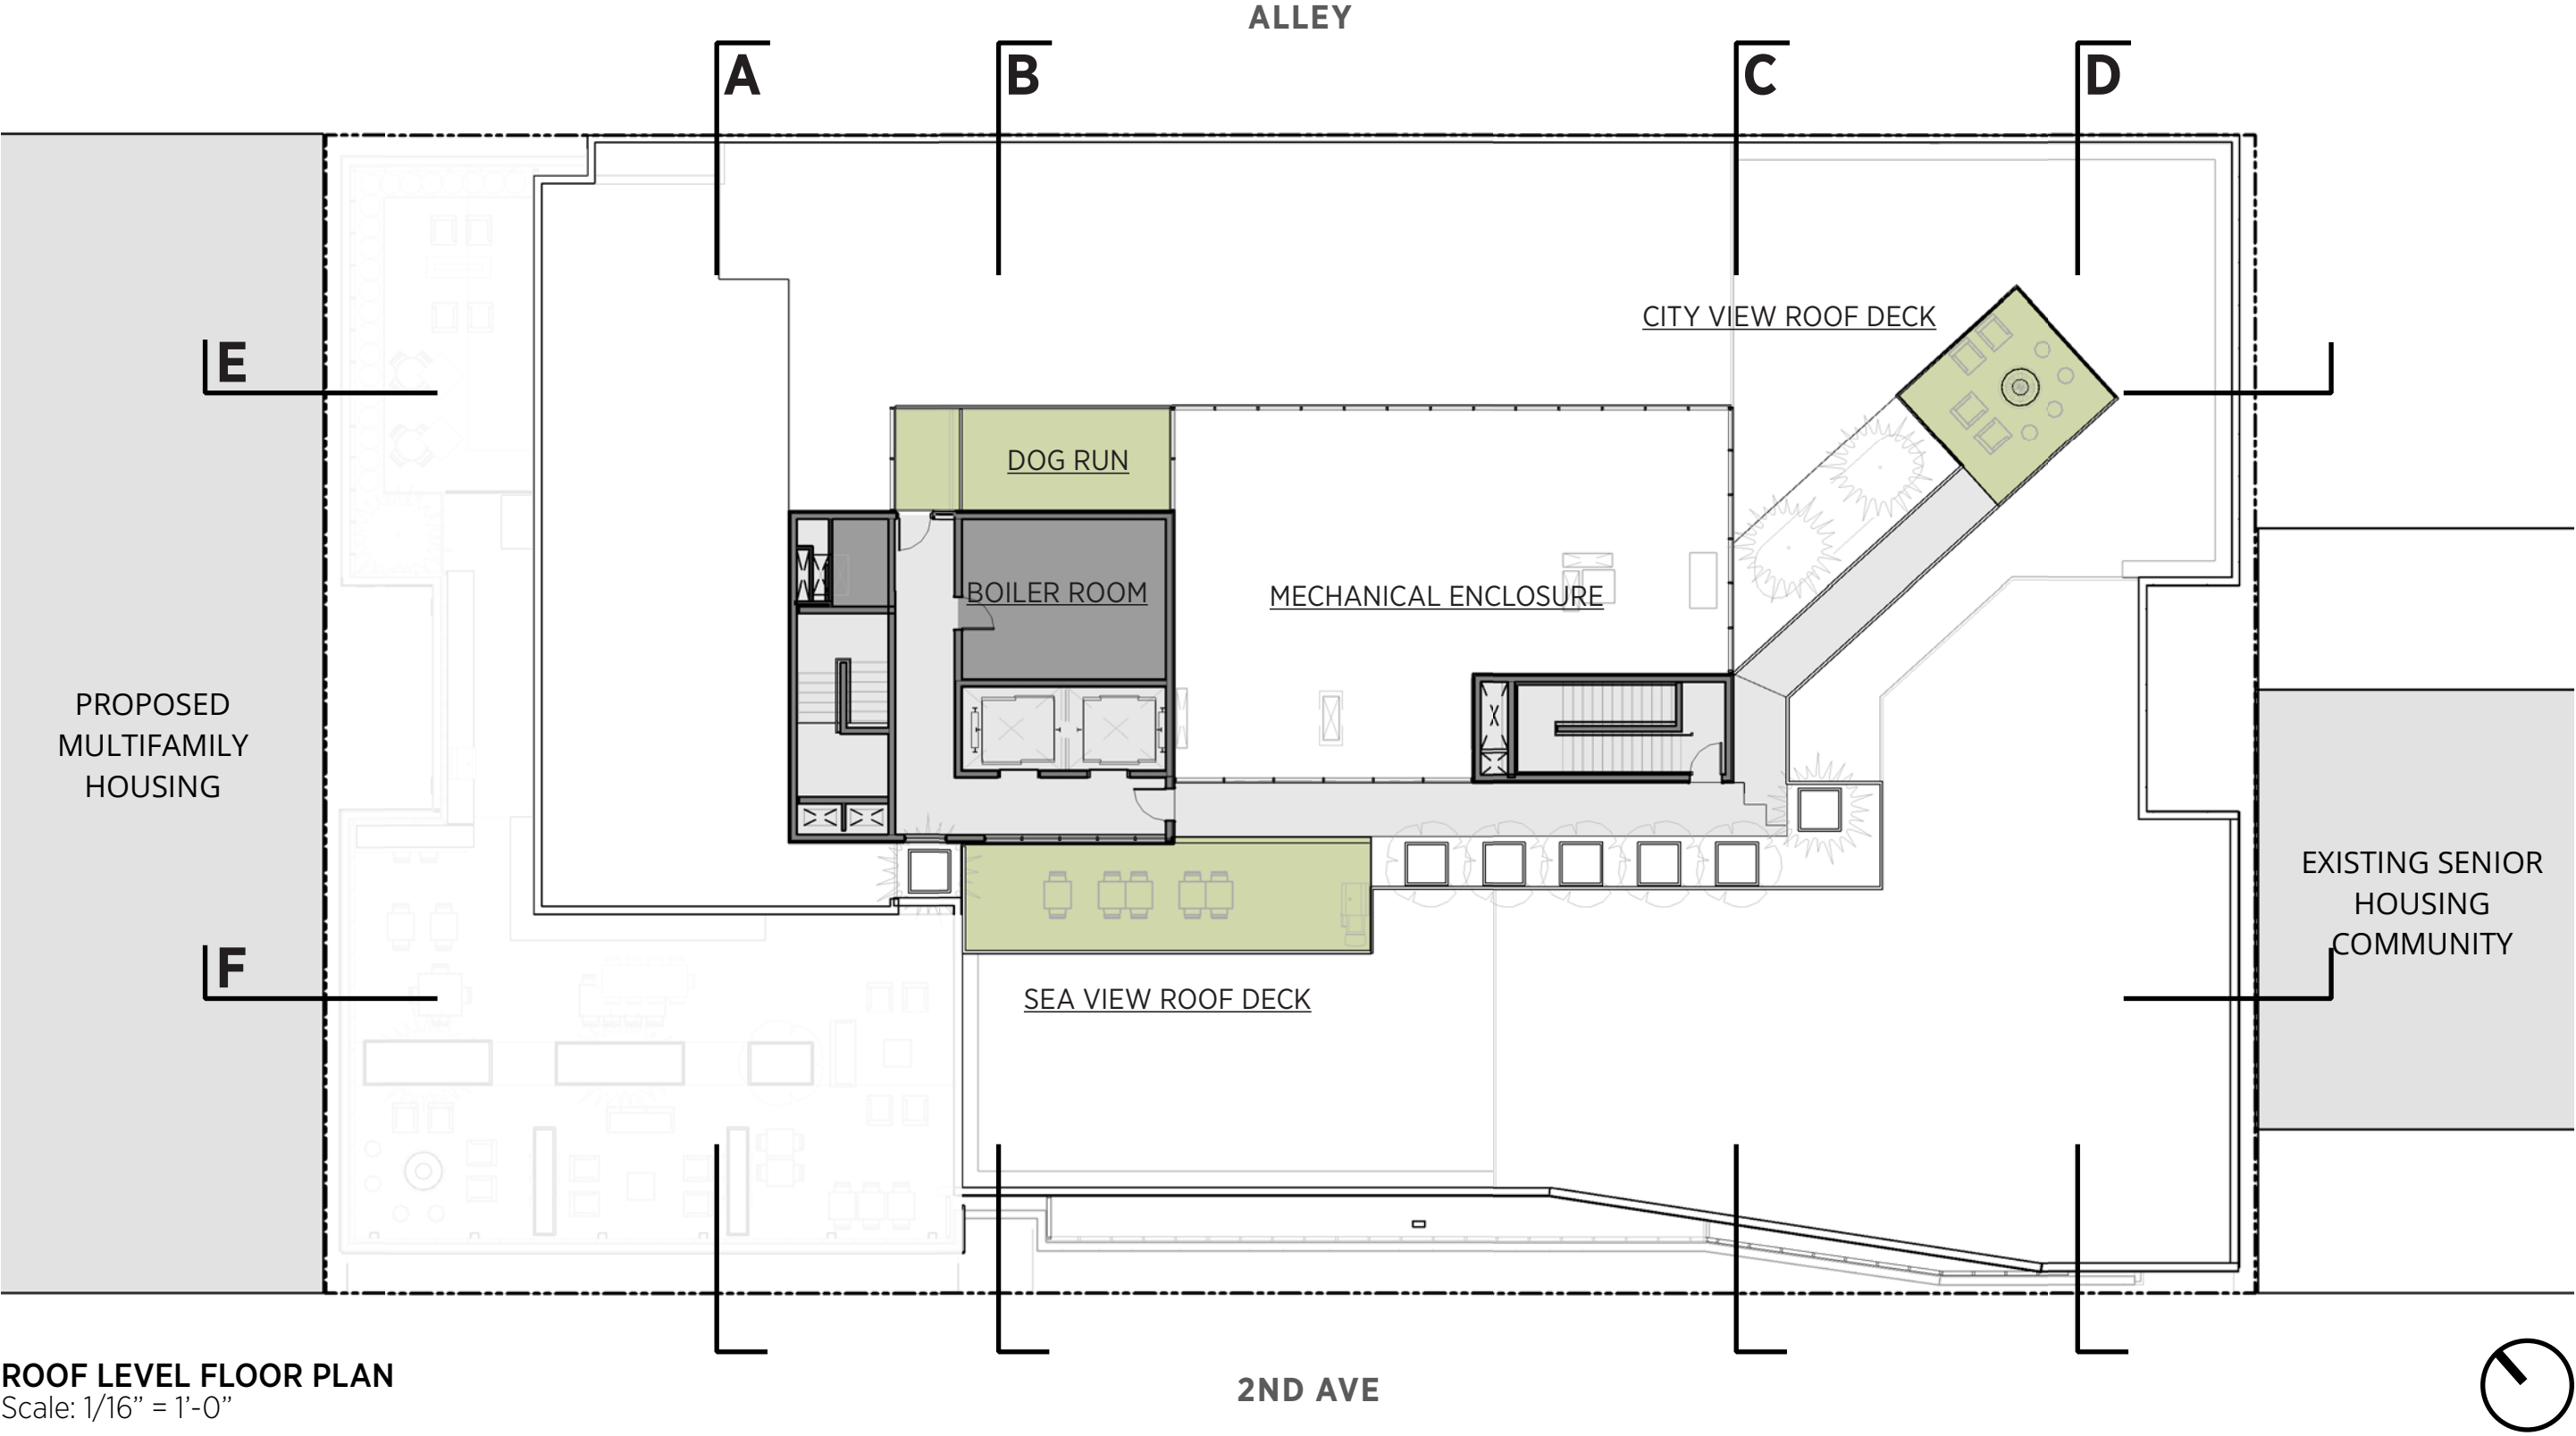 ALLEY
A
B
C
D
CITY VIEW ROOF DECK
E
DOG RUN
BOILER ROOM
MECHANICAL ENCLOSURE
PROPOSED
MULTIFAMILY
HOUSING
EXISTING SENIOR
HOUSING
COMMUNITY
F
SEA VIEW ROOF DECK
ROOF LEVEL FLOOR PLAN
Scale: 1/16” = 1’-0”
2ND AVE